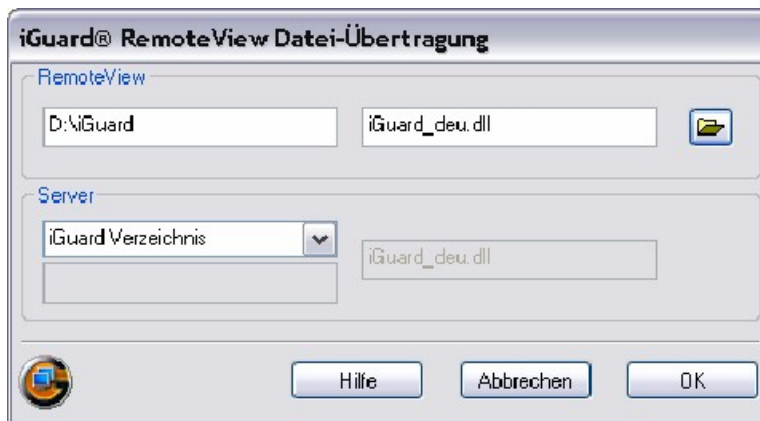 iGuard® RemoteView Datei-Übertragung
RemoteView
D:\iGuard
iGuard_deu.dll
Server
iGuard Verzeichnis
iGuard_deu.dll
Hilfe
Abbrechen
OK